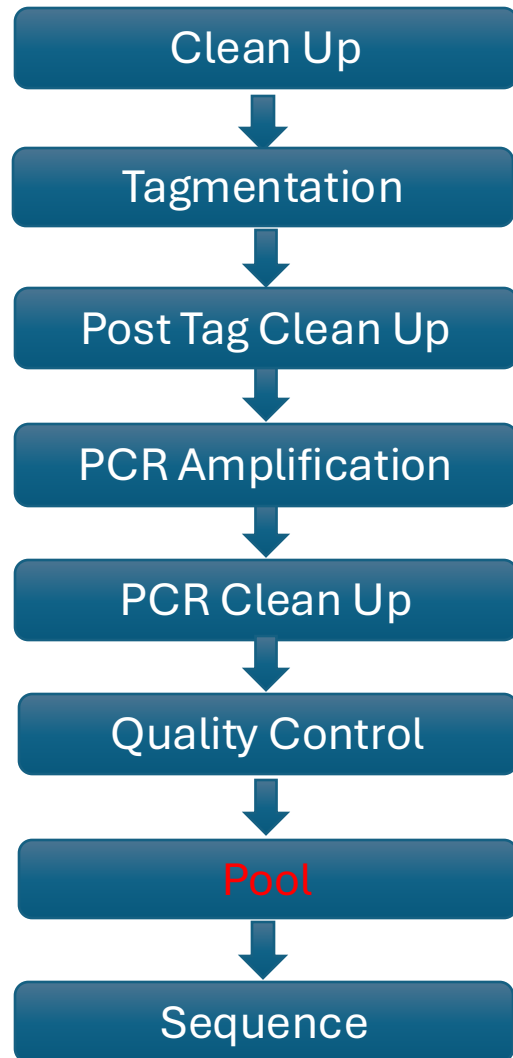 Clean Up
Tagmentation
Post Tag Clean Up
PCR Amplification
PCR Clean Up
Quality Control
Pool
Sequence